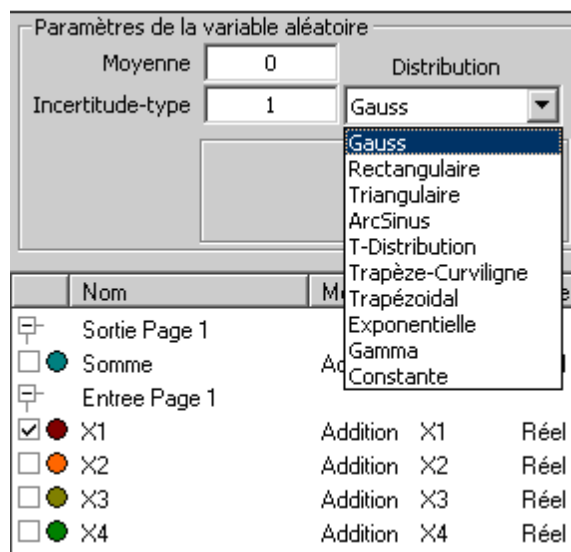 Paramètres de la variable aléatoire
Moyenne 0 Distribution
Incertitude-type 1 Gauss
Gauss
Rectangulaire
Triangulaire
ArcSinus
T-Distribution
Trapèze-Curviligne
Trapézoidal
Exponentielle
Gamma
Constante
Nom
Sortie Page 1
Somme
Entree Page 1
X1 Addition X1 Réel
X2 Addition X2 Réel
X3 Addition X3 Réel
X4 Addition X4 Réel